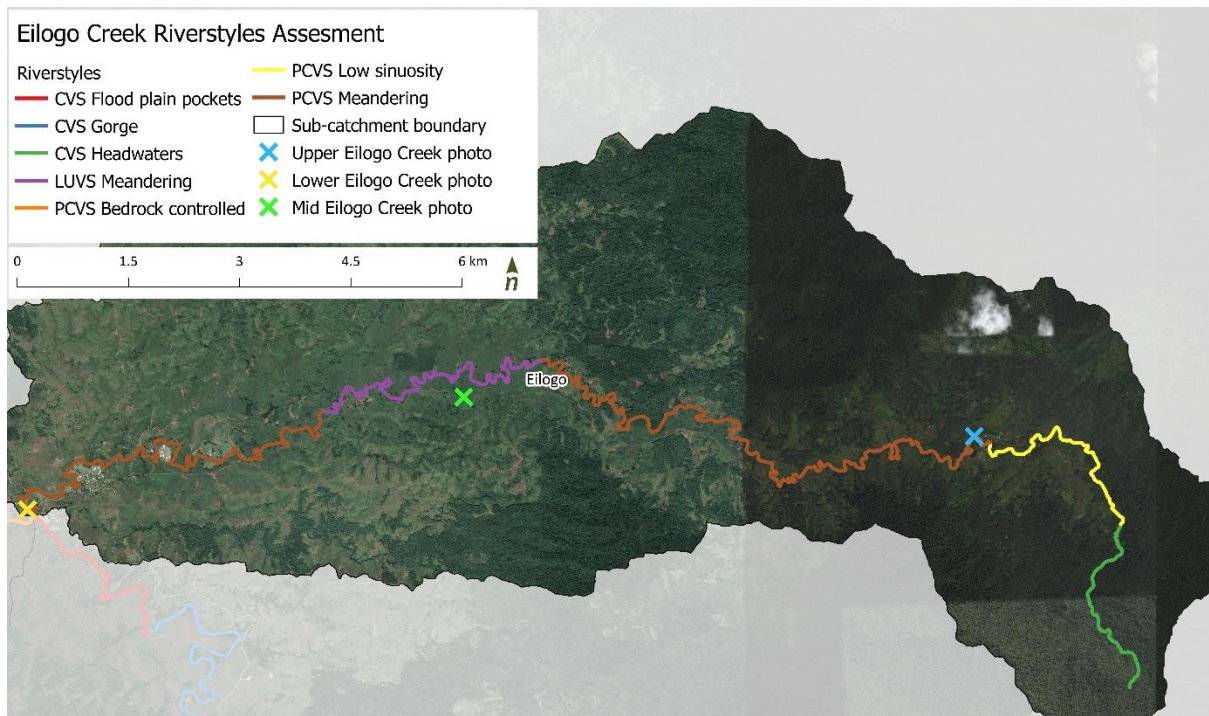 Eilogo Creek Riverstyles Assesment
Riverstyles
CVS Flood plain pockets
CVS Gorge
CVS Headwaters
LUVS Meandering
PCVS Bedrock controlled
PCVS Low sinuosity
PCVS Meandering
Sub-catchment boundary
Upper Eilogo Creek photo
Lower Eilogo Creek photo
Mid Eilogo Creek photo
0 1.5 3 4.5 6 km
n
Eilogo